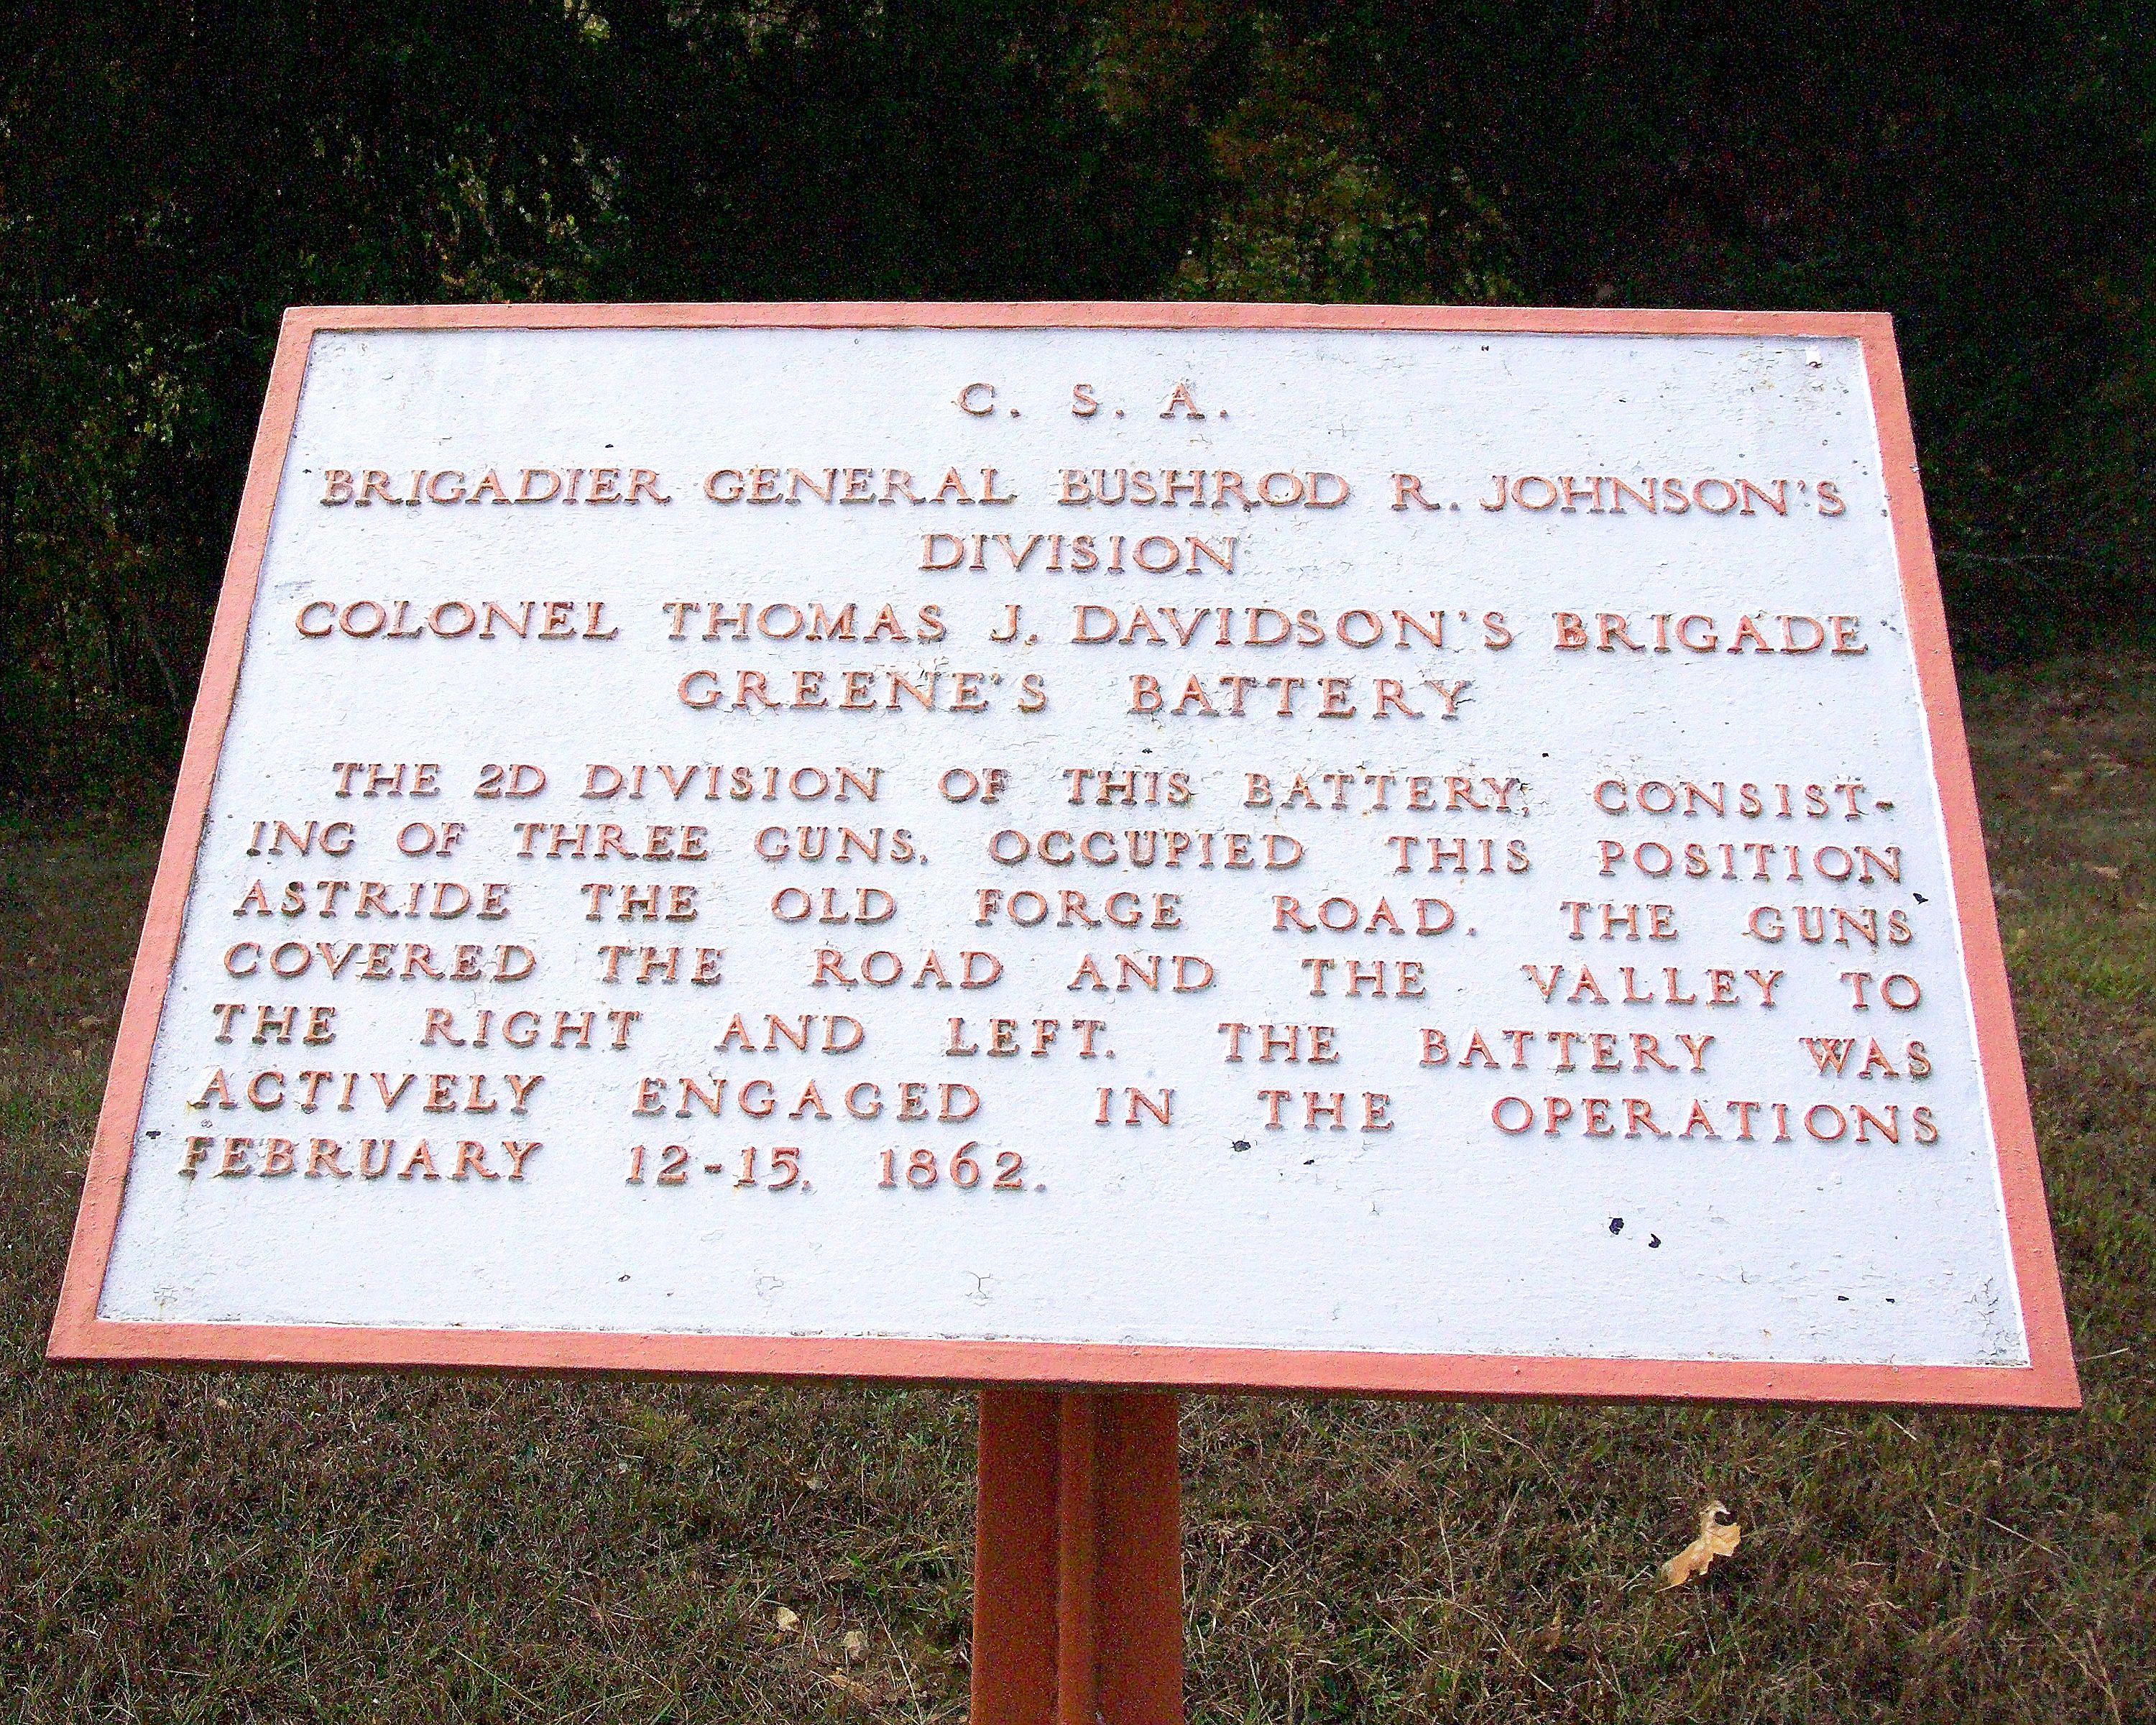 C. S. A.
BRIGADIER GENERAL BUSHROD R. JOHNSON'S
DIVISION
COLONEL THOMAS J. DAVIDSON'S BRIGADE
GREENE'S BATTERY
THE 2D DIVISION OF THIS BATTERY, CONSIST-
ING OF THREE GUNS, OCCUPIED THIS POSITION
ASTRIDE THE OLD FORGE ROAD. THE GUNS
COVERED THE ROAD AND THE VALLEY TO
THE RIGHT AND LEFT. THE BATTERY WAS
ACTIVELY ENGAGED IN THE OPERATIONS
FEBRUARY 12-15, 1862.